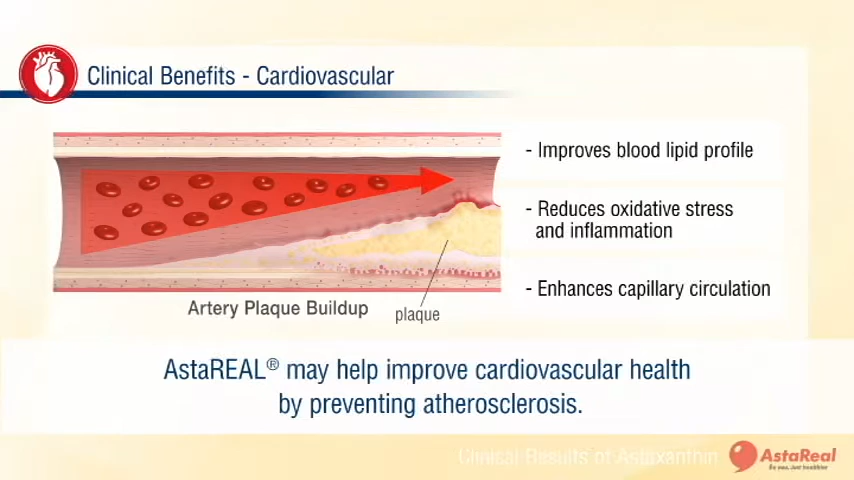 Clinical Benefits - Cardiovascular
- Improves blood lipid profile
- Reduces oxidative stress
and inflammation
- Enhances capillary circulation
Artery Plaque Buildup
plaque
AstaREAL® may help improve cardiovascular health
by preventing atherosclerosis.
Clinical Results of Astaxanthin
AstaReal